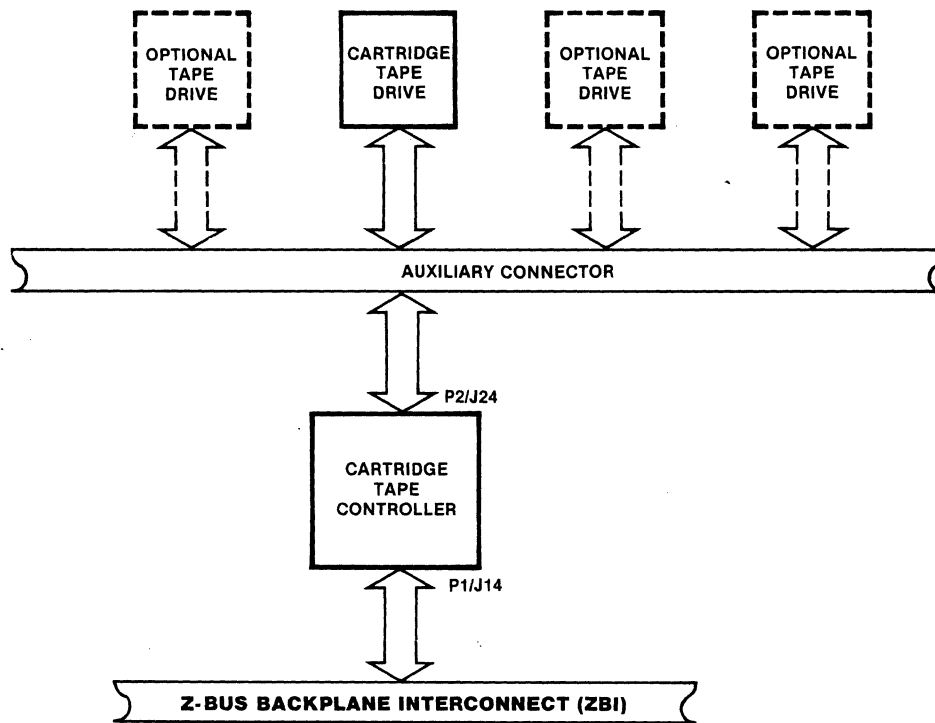 OPTIONAL
TAPE
DRIVE
CARTRIDGE
TAPE
DRIVE
OPTIONAL
TAPE
DRIVE
OPTIONAL
TAPE
DRIVE
AUXILIARY CONNECTOR
P2/J24
CARTRIDGE
TAPE
CONTROLLER
P1/J14
Z-BUS BACKPLANE INTERCONNECT (ZBI)